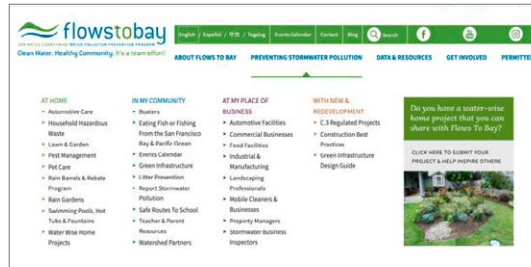 flowstobay
SAN MATEO COUNTYWIDE WATER POLLUTION PREVENTION PROGRAM
Clean Water. Healthy Community. It's a team effort!
English / Español / 中文 / Tagalog Events Calendar Contact Blog Search
ABOUT FLOWS TO BAY PREVENTING STORMWATER POLLUTION DATA & RESOURCES GET INVOLVED PERMITTE
AT HOME
Automotive Care
Household Hazardous
Waste
Lawn & Garden
Pest Management
Pet Care
Rain Barrels & Rebate
Program
Rain Gardens
Swimming Pools, Hot
Tubs & Fountains
Water Wise Home
Projects
IN MY COMMUNITY
Boaters
Eating Fish or Fishing
From the San Francisco
Bay & Pacific Ocean
Events Calendar
Green Infrastructure
Litter Prevention
Report Stormwater
Pollution
Safe Routes To School
Teacher & Parent
Resources
Watershed Partners
AT MY PLACE OF
BUSINESS
Automotive Facilities
Commercial Businesses
Food Facilities
Industrial &
Manufacturing
Landscaping
Professionals
Mobile Cleaners &
Businesses
Property Managers
Stormwater Business
Inspectors
WITH NEW &
REDEVELOPMENT
C.3 Regulated Projects
Construction Best
Practices
Green Infrastructure
Design Guide
Do you have a water-wise
home project that you can
share with Flows To Bay?
CLICK HERE TO SUBMIT YOUR
PROJECT & HELP INSPIRE OTHERS